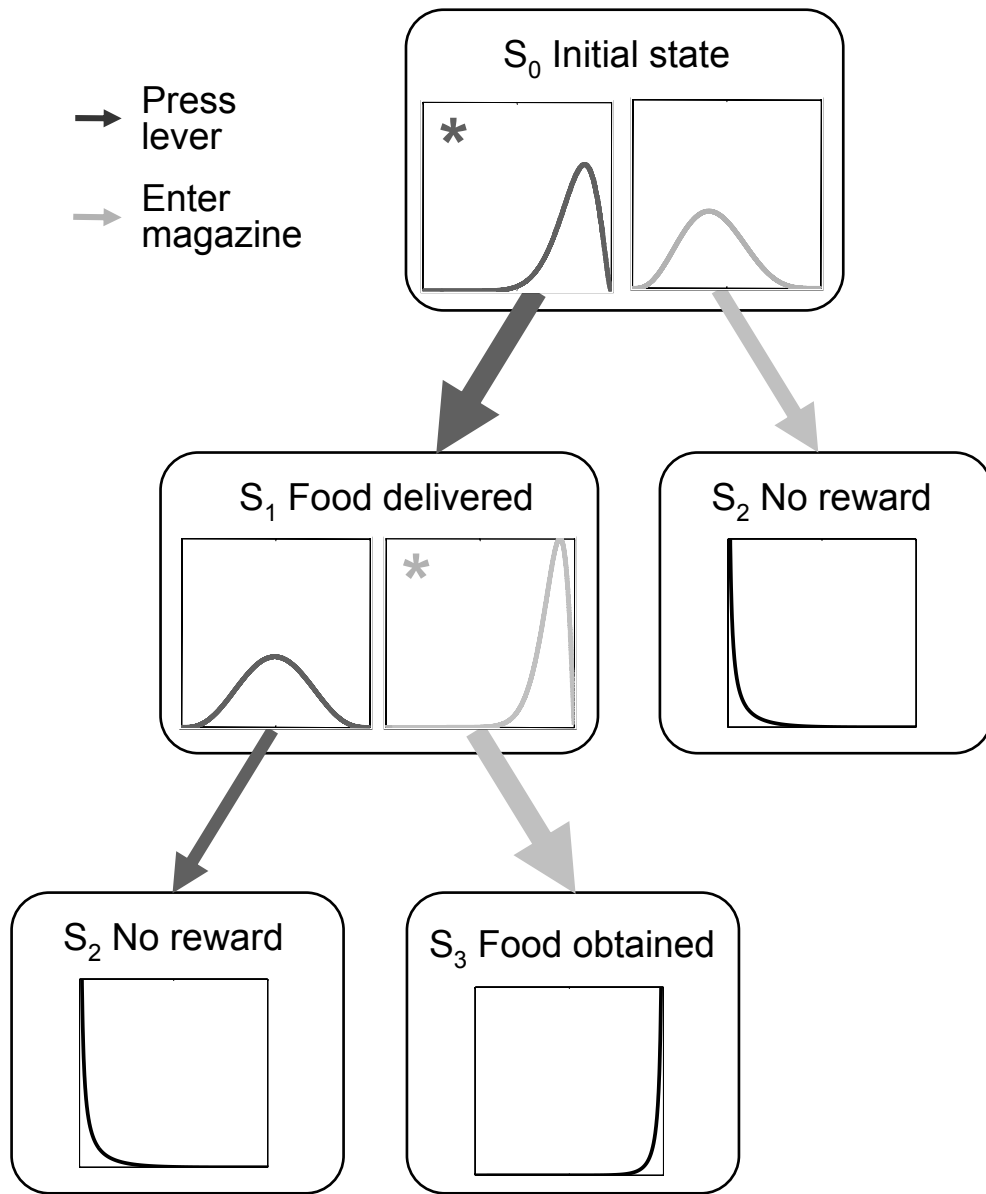 S₀ Initial state
Press
lever
Enter
magazine
*
S₁ Food delivered
*
S₂ No reward
S₂ No reward
S₃ Food obtained